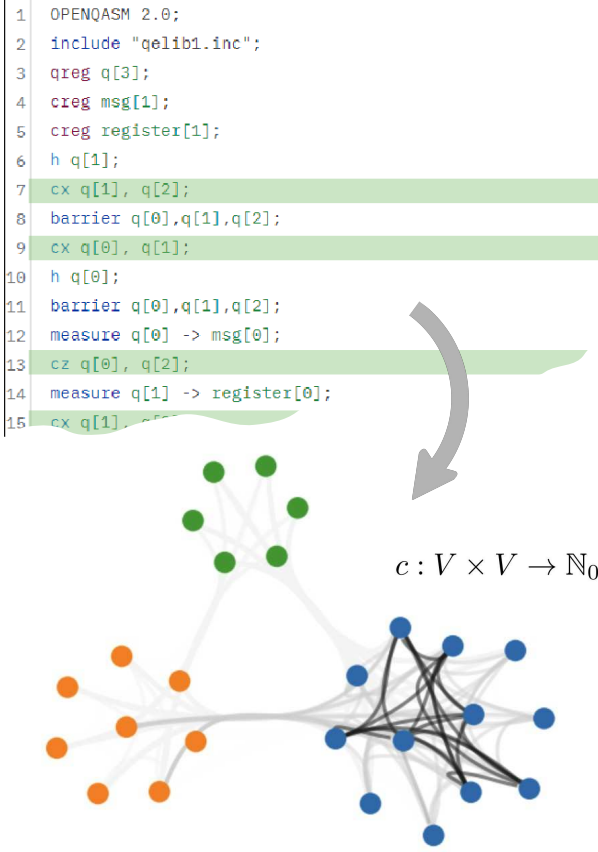 1 OPENQASM 2.0;
2 include "qelib1.inc";
3 qreg q[3];
4 creg msg[1];
5 creg register[1];
6 h q[1];
7 cx q[1], q[2];
8 barrier q[0],q[1],q[2];
9 cx q[0], q[1];
10 h q[0];
11 barrier q[0],q[1],q[2];
12 measure q[0] -> msg[0];
13 cz q[0], q[2];
14 measure q[1] -> register[0];
15 cx q[1],
c : V × V → ℕ₀